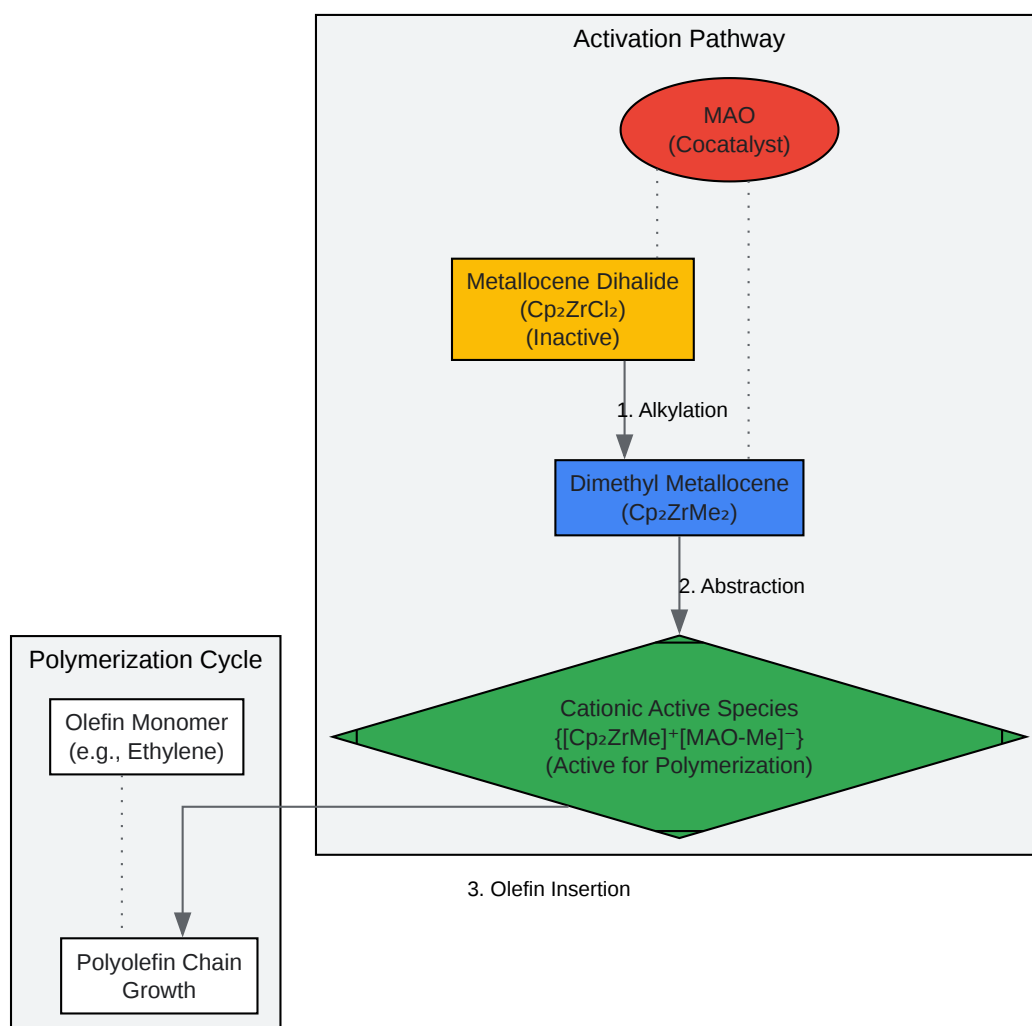 Activation Pathway
MAO
(Cocatalyst)
Metallocene Dihalide
(Cp₂ZrCl₂)
(Inactive)
1. Alkylation
Dimethyl Metallocene
(Cp₂ZrMe₂)
2. Abstraction
Cationic Active Species
{[Cp₂ZrMe]⁺[MAO-Me]⁻}
(Active for Polymerization)
Polymerization Cycle
Olefin Monomer
(e.g., Ethylene)
3. Olefin Insertion
Polyolefin Chain
Growth